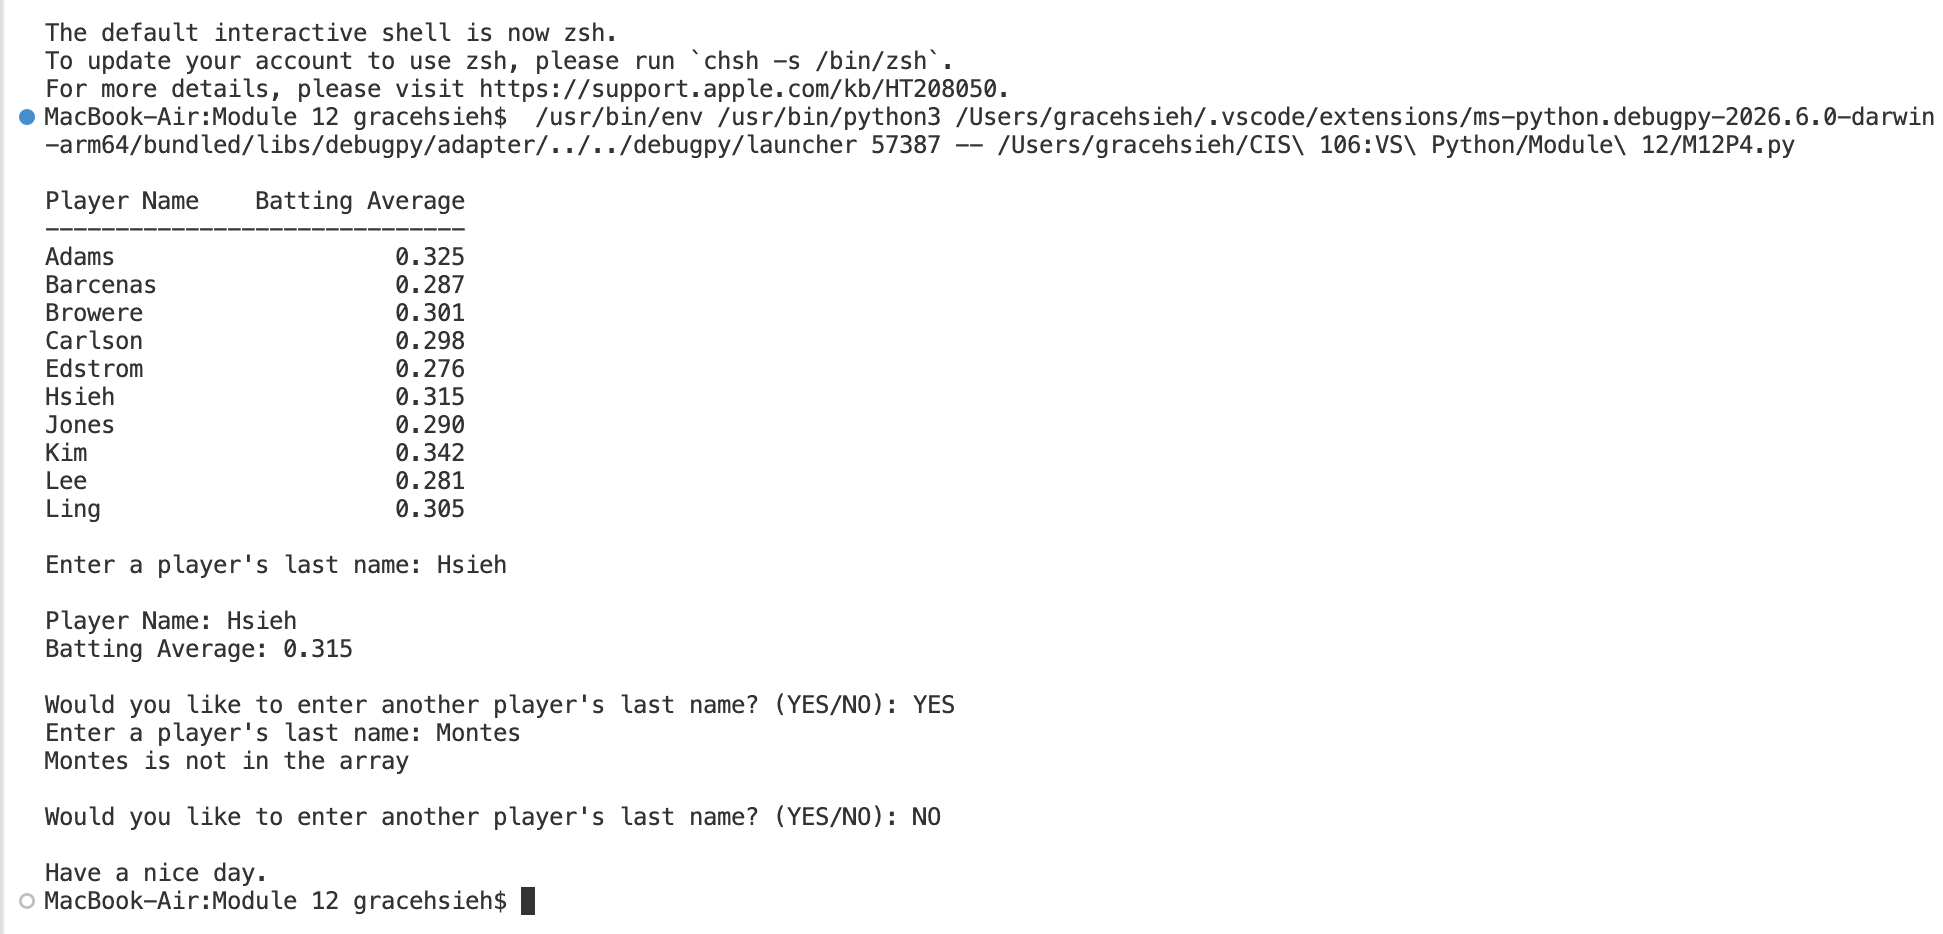 The default interactive shell is now zsh.
To update your account to use zsh, please run `chsh -s /bin/zsh`.
For more details, please visit https://support.apple.com/kb/HT208050.
MacBook-Air:Module 12 gracehsieh$  /usr/bin/env /usr/bin/python3 /Users/gracehsieh/.vscode/extensions/ms-python.debugpy-2026.6.0-darwin
-arm64/bundled/libs/debugpy/adapter/../../debugpy/launcher 57387 -- /Users/gracehsieh/CIS\ 106:VS\ Python/Module\ 12/M12P4.py
Player Name    Batting Average
------------------------------
Adams                    0.325
Barcenas                 0.287
Browere                  0.301
Carlson                  0.298
Edstrom                  0.276
Hsieh                    0.315
Jones                    0.290
Kim                      0.342
Lee                      0.281
Ling                     0.305
Enter a player's last name: Hsieh
Player Name: Hsieh
Batting Average: 0.315
Would you like to enter another player's last name? (YES/NO): YES
Enter a player's last name: Montes
Montes is not in the array
Would you like to enter another player's last name? (YES/NO): NO
Have a nice day.
MacBook-Air:Module 12 gracehsieh$